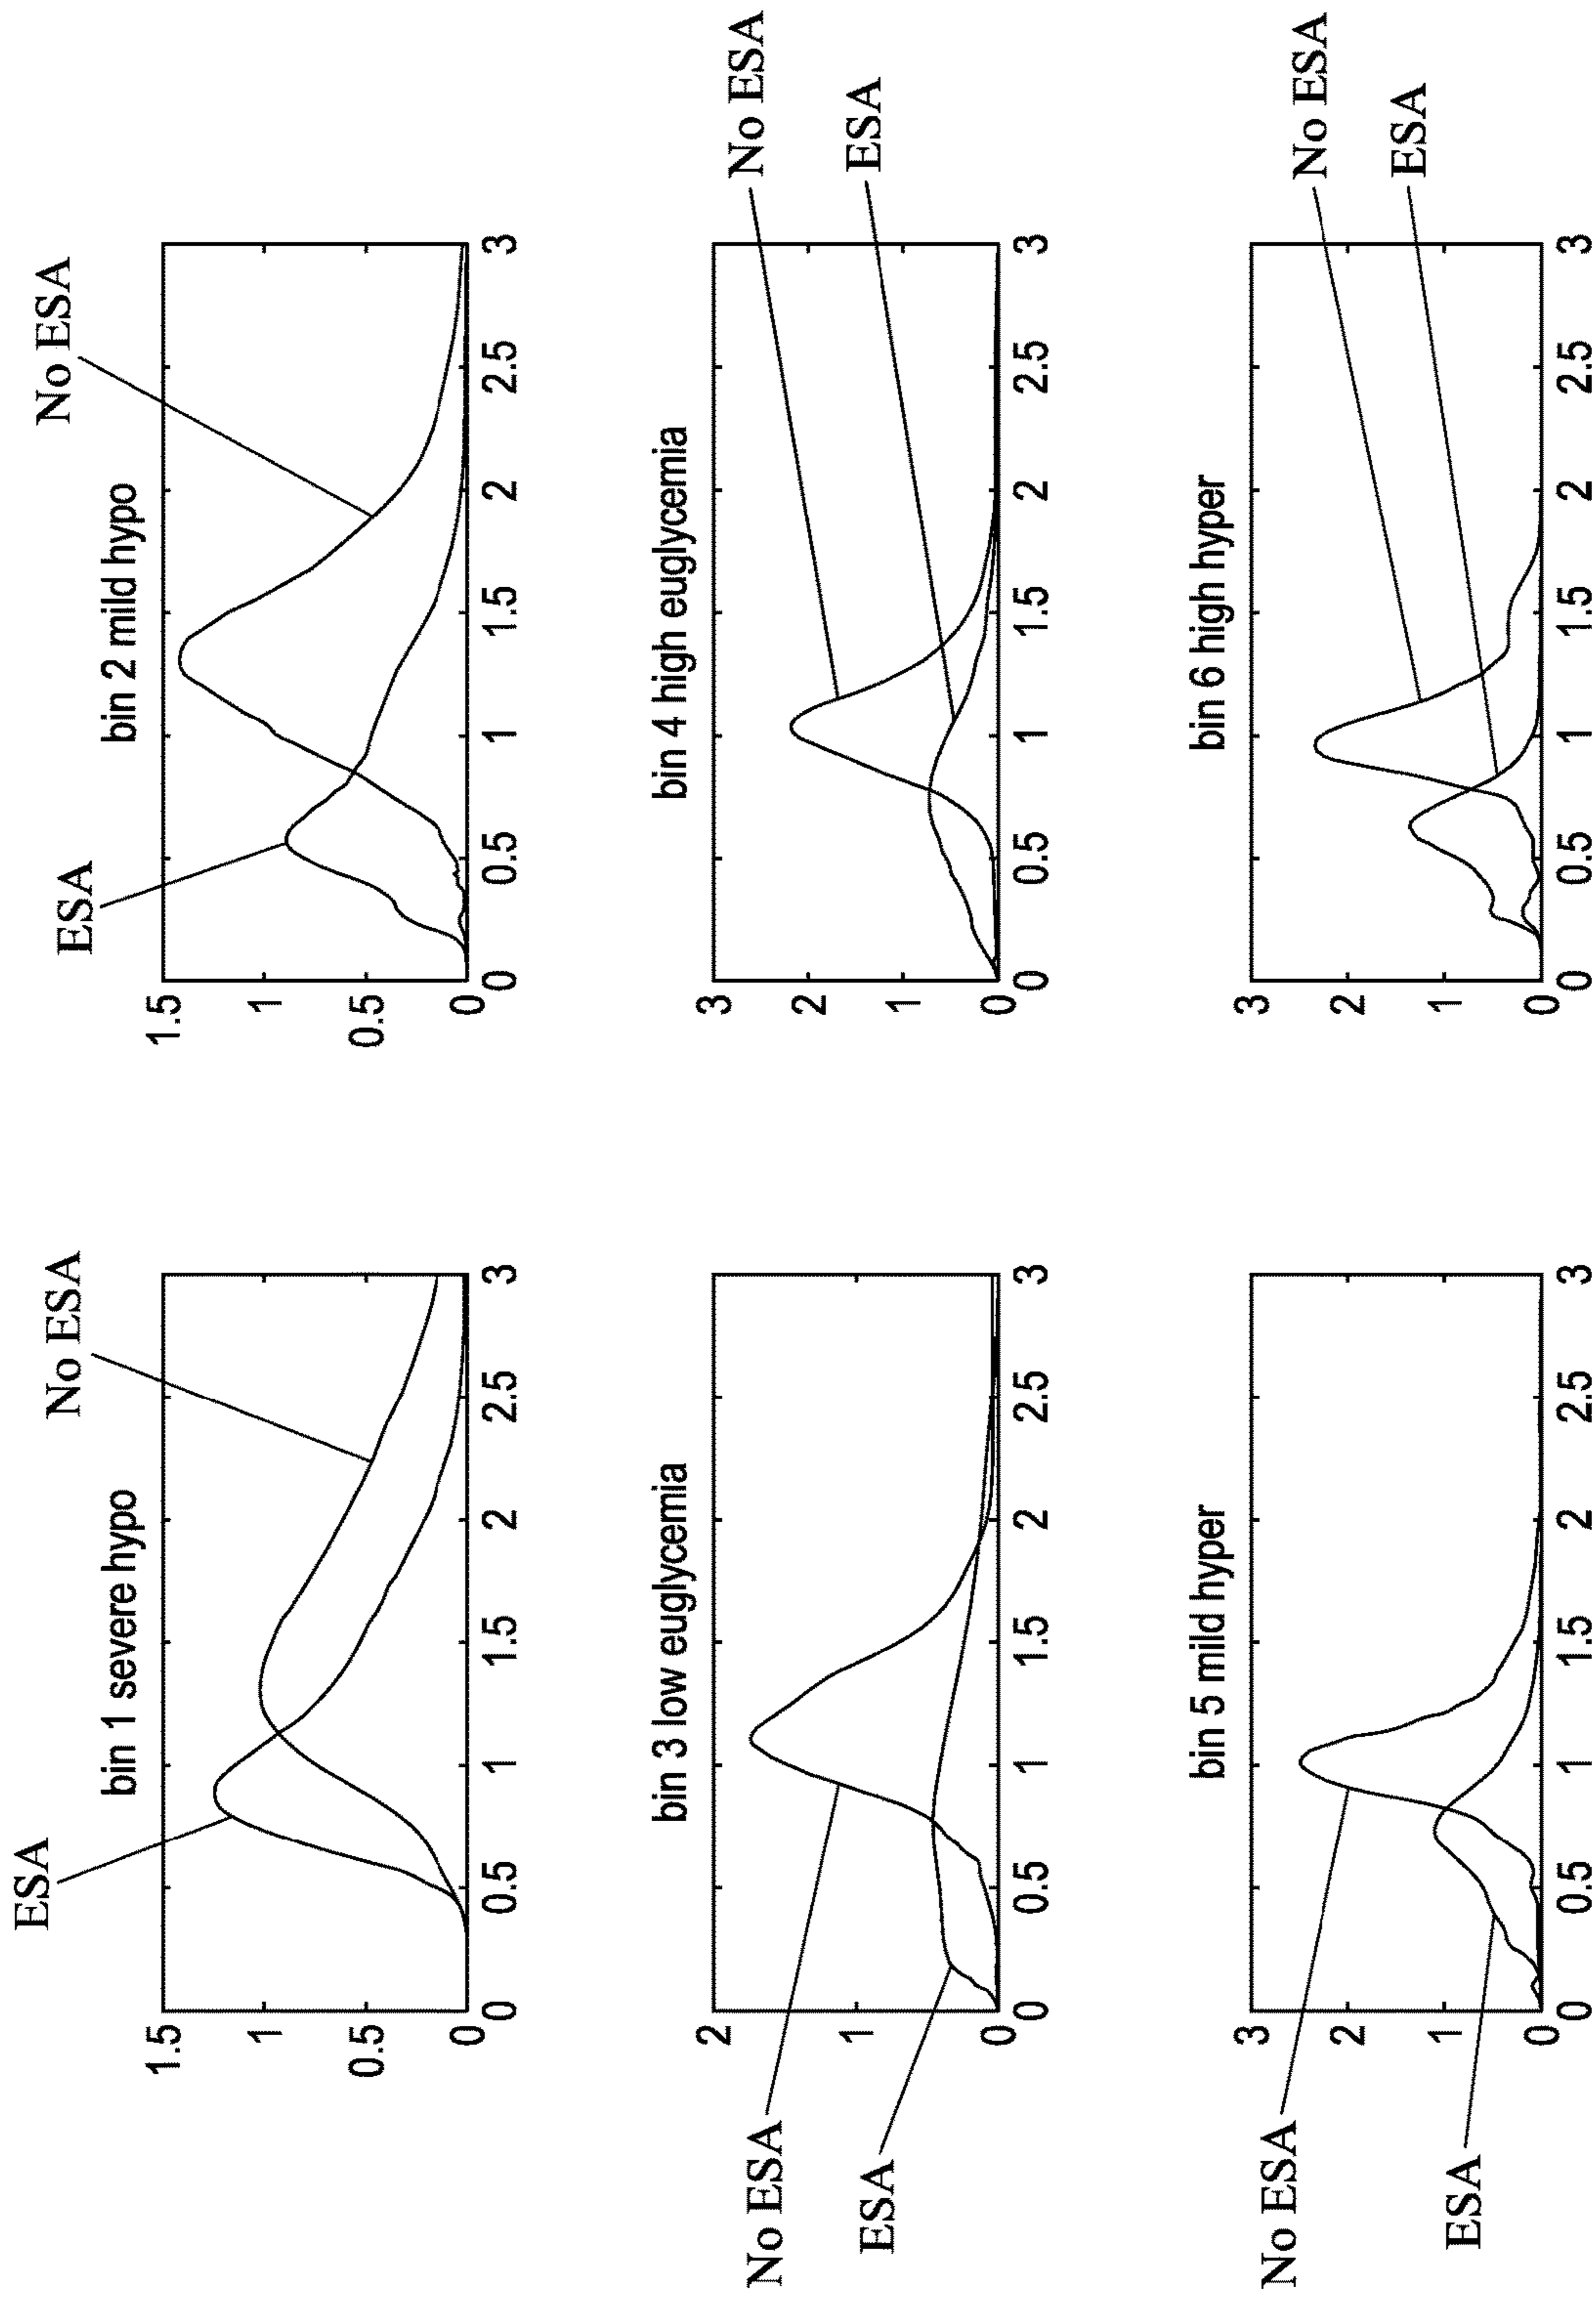 bin 1 severe hypo
ESA
No ESA
1.5
1
0.5
0
0 0.5 1 1.5 2 2.5 3
bin 2 mild hypo
ESA
No ESA
1.5
1
0.5
0
0 0.5 1 1.5 2 2.5 3
bin 3 low euglycemia
No ESA
ESA
2
1
0
0 0.5 1 1.5 2 2.5 3
bin 4 high euglycemia
No ESA
ESA
3
2
1
0
0 0.5 1 1.5 2 2.5 3
bin 5 mild hyper
No ESA
ESA
3
2
1
0
0 0.5 1 1.5 2 2.5 3
bin 6 high hyper
No ESA
ESA
3
2
1
0
0 0.5 1 1.5 2 2.5 3